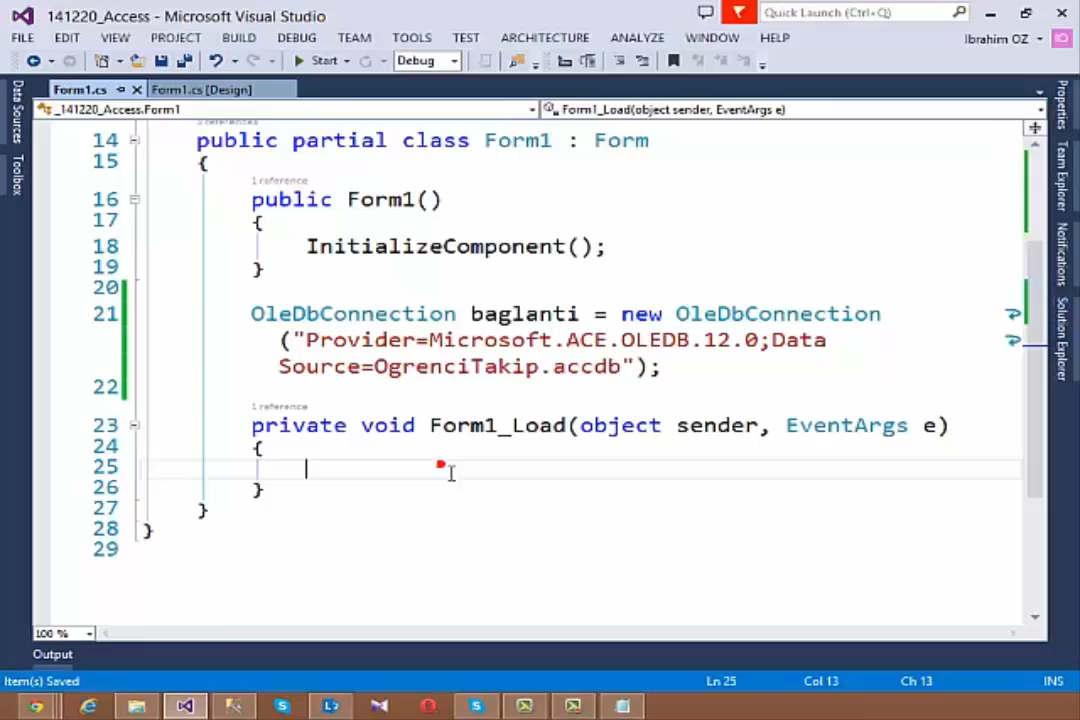 141220_Access - Microsoft Visual Studio
Quick Launch (Ctrl+Q)
FILE EDIT VIEW PROJECT BUILD DEBUG TEAM TOOLS TEST ARCHITECTURE ANALYZE WINDOW HELP
Ibrahim OZ
IO
Start
Debug
Form1.cs
Form1.cs [Design]
_141220_Access.Form1
Form1_Load(object sender, EventArgs e)
Data Sources
Toolbox
Properties
Team Explorer
Notifications
Solution Explorer
3 references
14 public partial class Form1 : Form
15 {
1 reference
16 public Form1()
17 {
18 InitializeComponent();
19 }
20
21 OleDbConnection baglanti = new OleDbConnection
("Provider=Microsoft.ACE.OLEDB.12.0;Data
Source=OgrenciTakip.accdb");
22
1 reference
23 private void Form1_Load(object sender, EventArgs e)
24 {
25
26 }
27 }
28 }
29
100 %
Output
Item(s) Saved
Ln 25
Col 13
Ch 13
INS